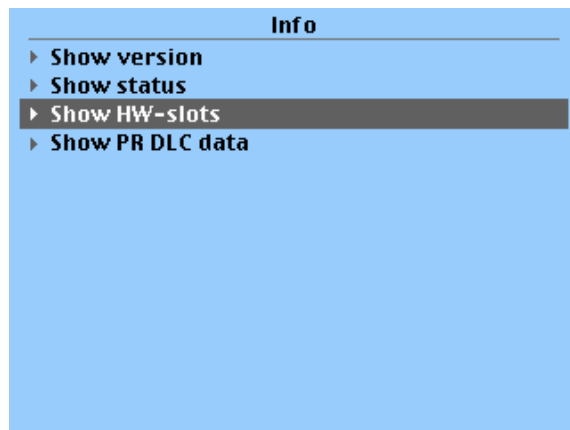 Info
Show version
Show status
Show HW-slots
Show PR DLC data